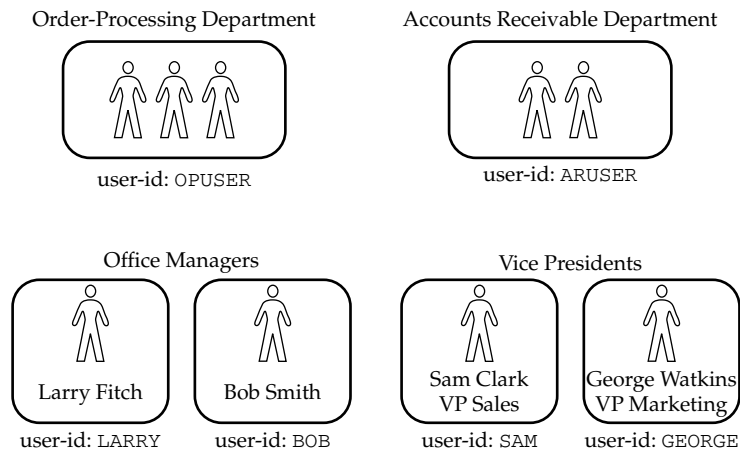 Order-Processing Department
Accounts Receivable Department
user-id: OPUSER
user-id: ARUSER
Office Managers
Vice Presidents
Larry Fitch
Bob Smith
Sam Clark
VP Sales
George Watkins
VP Marketing
user-id: LARRY
user-id: BOB
user-id: SAM
user-id: GEORGE